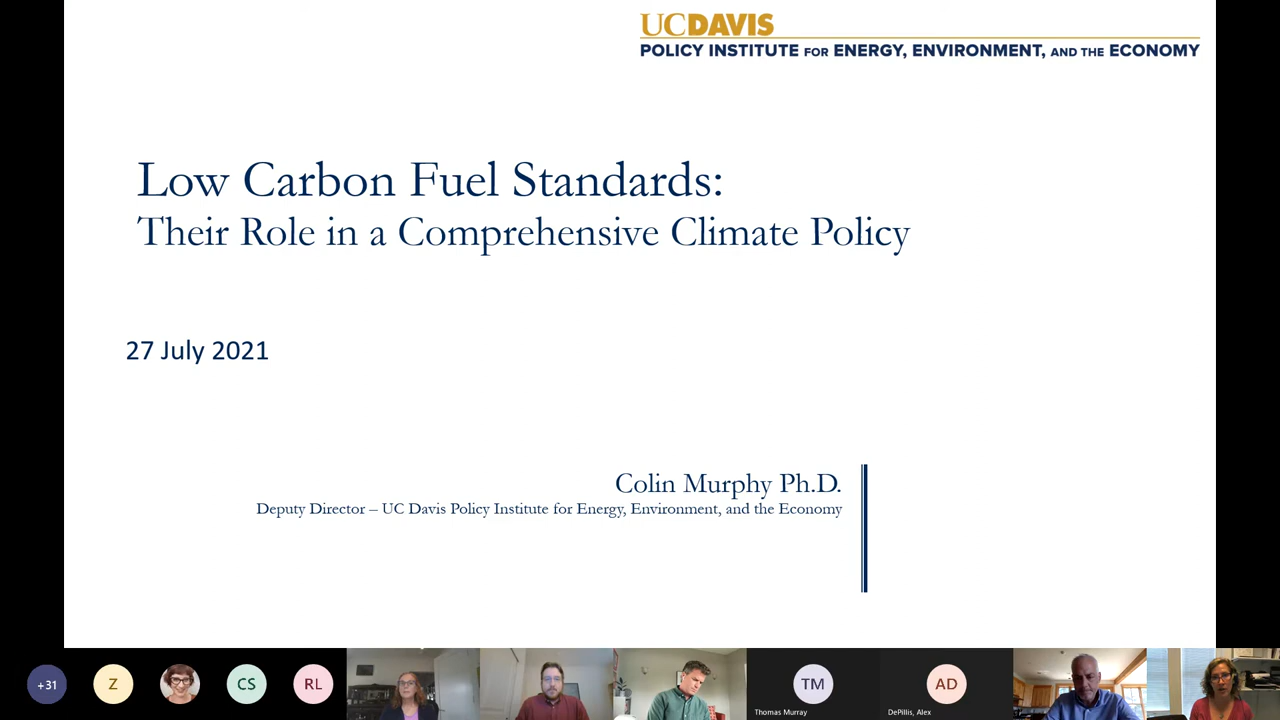 UCDAVIS
POLICY INSTITUTE FOR ENERGY, ENVIRONMENT, AND THE ECONOMY
Low Carbon Fuel Standards:
Their Role in a Comprehensive Climate Policy
27 July 2021
Colin Murphy Ph.D.
Deputy Director – UC Davis Policy Institute for Energy, Environment, and the Economy
+31
Z
CS
RL
TM
AD
Thomas Murray
DePillis, Alex